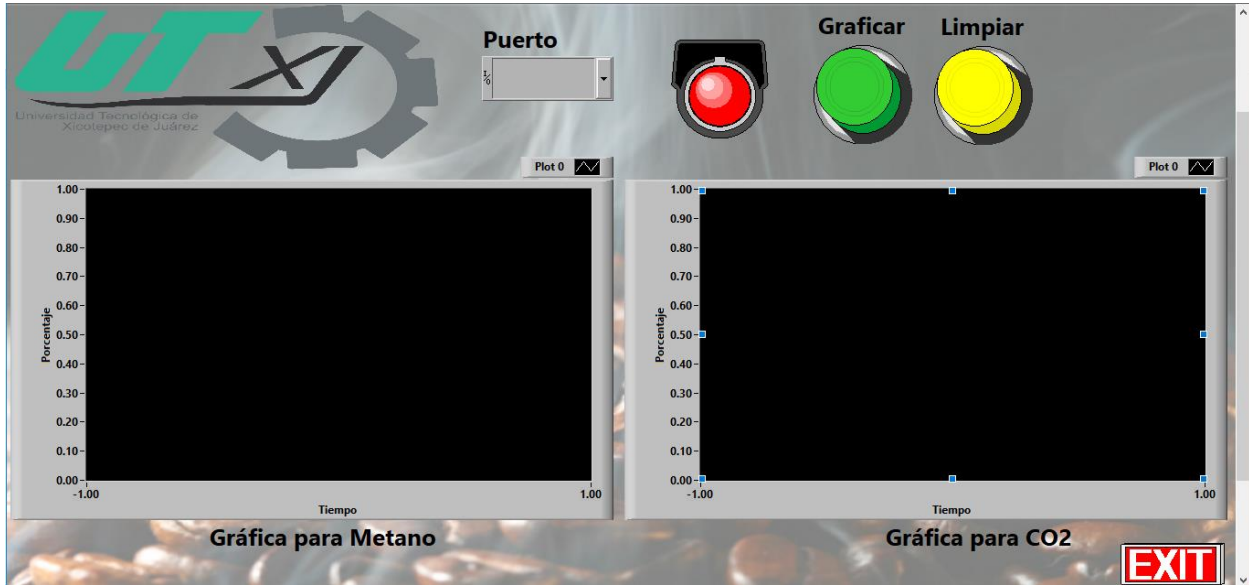 UTXJ
Universidad Tecnológica de
Xicotepec de Juárez
Puerto
I/O
Graficar
Limpiar
Plot 0
1.00
0.90
0.80
0.70
0.60
0.50
0.40
0.30
0.20
0.10
0.00
Porcentaje
-1.00
1.00
Tiempo
Gráfica para Metano
Plot 0
1.00
0.90
0.80
0.70
0.60
0.50
0.40
0.30
0.20
0.10
0.00
Porcentaje
-1.00
1.00
Tiempo
Gráfica para CO2
EXIT